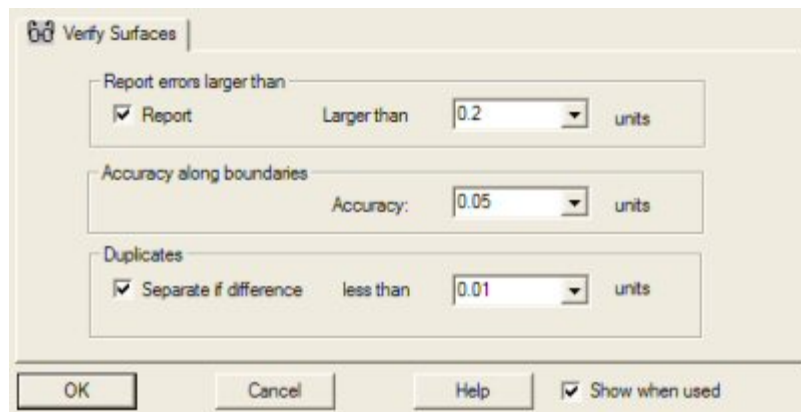 Verify Surfaces
Report errors larger than
Report Larger than 0.2 units
Accuracy along boundaries
Accuracy: 0.05 units
Duplicates
Separate if difference less than 0.01 units
OK Cancel Help Show when used